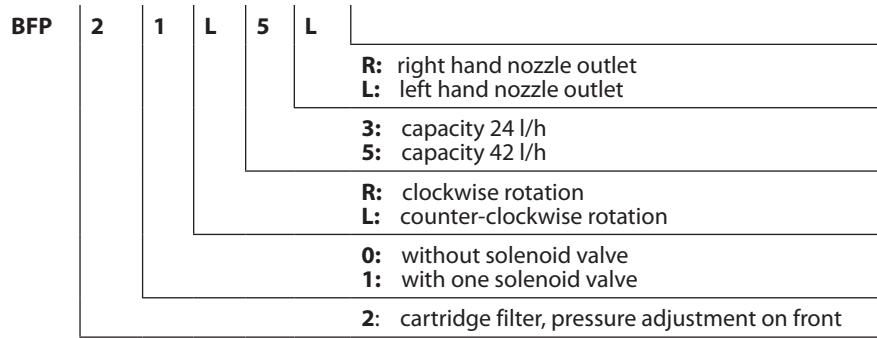 BFP 2 1 L 5 L
R: right hand nozzle outlet
L: left hand nozzle outlet
3: capacity 24 l/h
5: capacity 42 l/h
R: clockwise rotation
L: counter-clockwise rotation
0: without solenoid valve
1: with one solenoid valve
2: cartridge filter, pressure adjustment on front